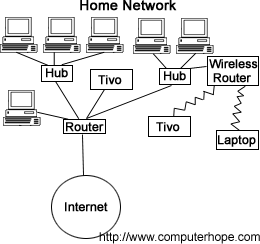 Home Network
Hub
Tivo
Hub
Wireless
Router
Router
Tivo
Laptop
Internet
http://www.computerhope.com